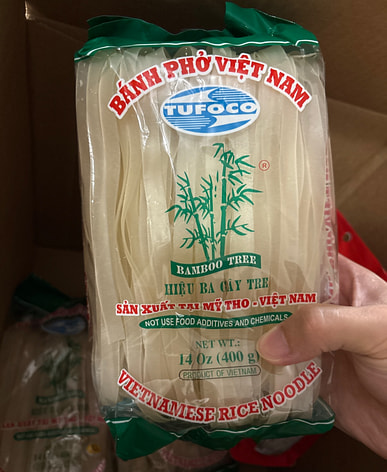 BÁNH PHỞ VIỆT NAM
TUFOCO
®
BAMBOO TREE
HIỆU BA CÂY TRE
SẢN XUẤT TẠI MỸ THO - VIỆT NAM
NOT USE FOOD ADDITIVES AND CHEMICALS
NET WT.:
14 Oz (400g)
PRODUCT OF VIETNAM
VIETNAMESE RICE NOODLE